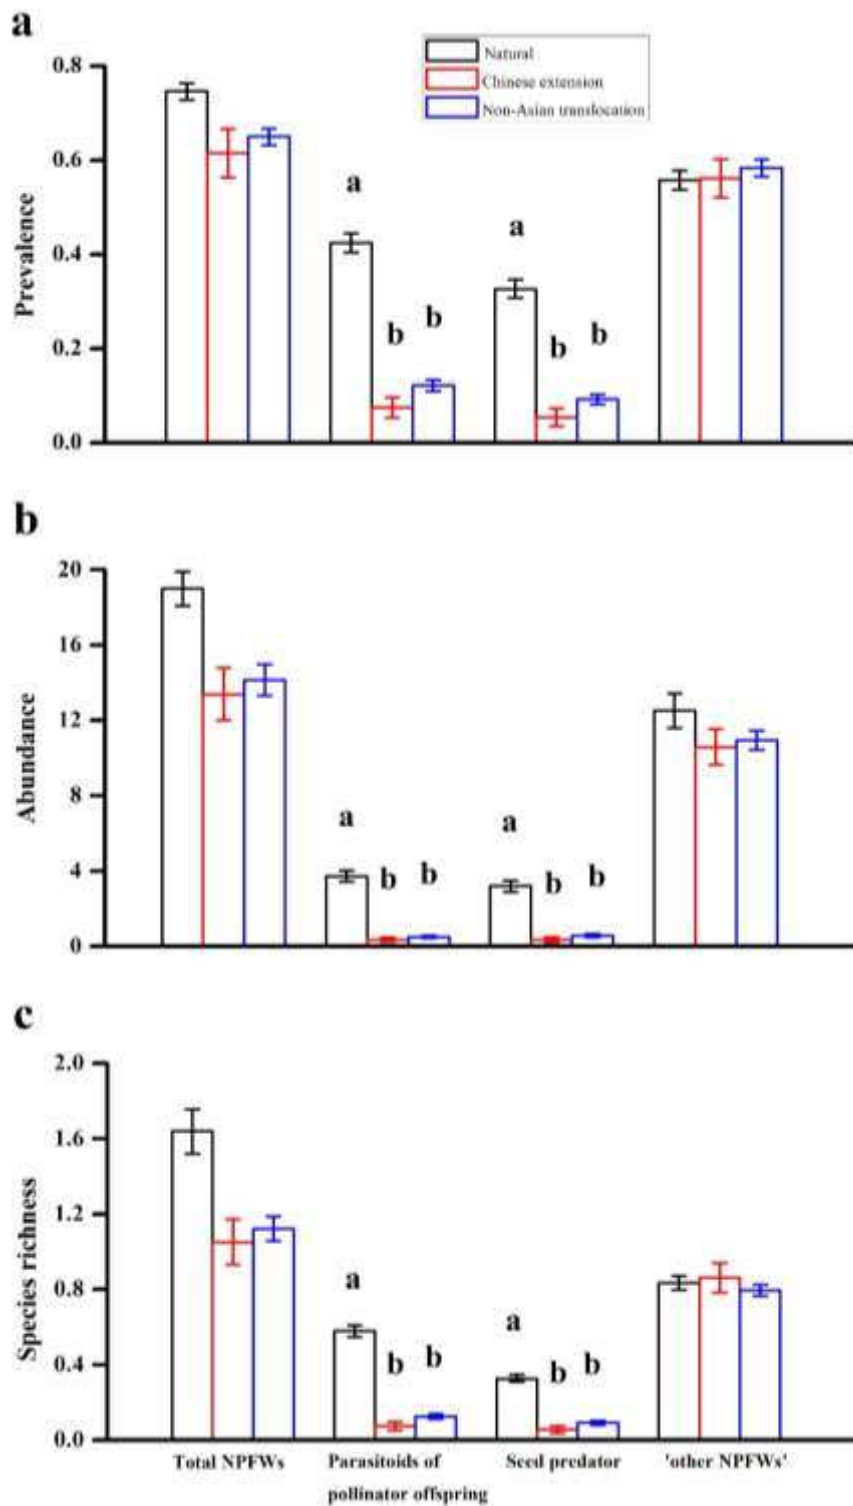 a
Natural
Chinese extension
Non-Asian translocation
0.8
0.6
0.4
0.2
0.0
Prevalence
a
b
b
a
b
b
b
20
16
12
8
4
0
Abundance
a
b
b
a
b
b
c
2.0
1.6
1.2
0.8
0.4
0.0
Species richness
a
b
b
a
b
b
Total NPFWs
Parasitoids of
pollinator offspring
Seed predator
'other NPFWs'